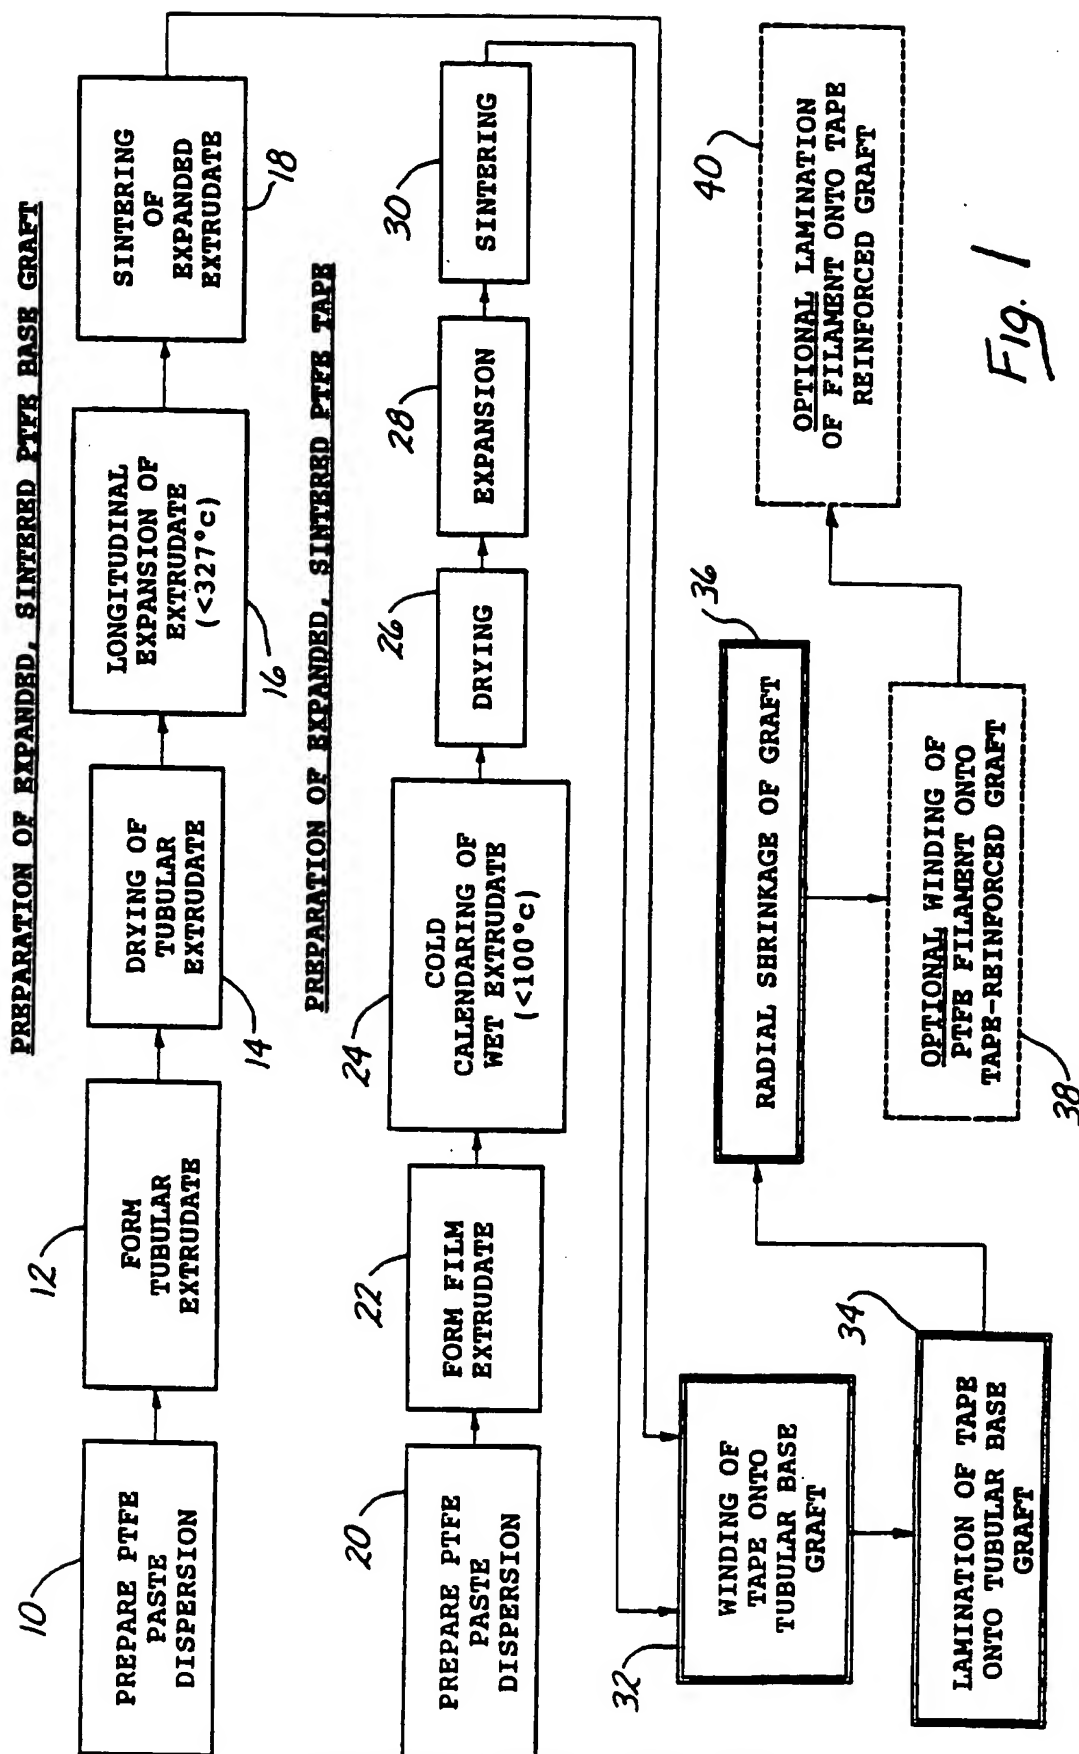 PREPARATION OF EXPANDED, SINTERED PTFE BASE GRAFT
10
PREPARE PTFE
PASTE
DISPERSION
12
FORM
TUBULAR
EXTRUDATE
DRYING OF
TUBULAR
EXTRUDATE
14
LONGITUDINAL
EXPANSION OF
EXTRUDATE
(<327°c)
16
SINTERING
OF
EXPANDED
EXTRUDATE
18
PREPARATION OF EXPANDED, SINTERED PTFE TAPE
20
PREPARE PTFE
PASTE
DISPERSION
22
FORM FILM
EXTRUDATE
24
COLD
CALENDARING OF
WET EXTRUDATE
(<100°c)
26
DRYING
28
EXPANSION
30
SINTERING
32
WINDING OF
TAPE ONTO
TUBULAR BASE
GRAFT
34
LAMINATION OF TAPE
ONTO TUBULAR BASE
GRAFT
36
RADIAL SHRINKAGE OF GRAFT
OPTIONAL WINDING OF
PTFE FILAMENT ONTO
TAPE-REINFORCED GRAFT
38
40
OPTIONAL LAMINATION
OF FILAMENT ONTO TAPE
REINFORCED GRAFT
Fig. 1